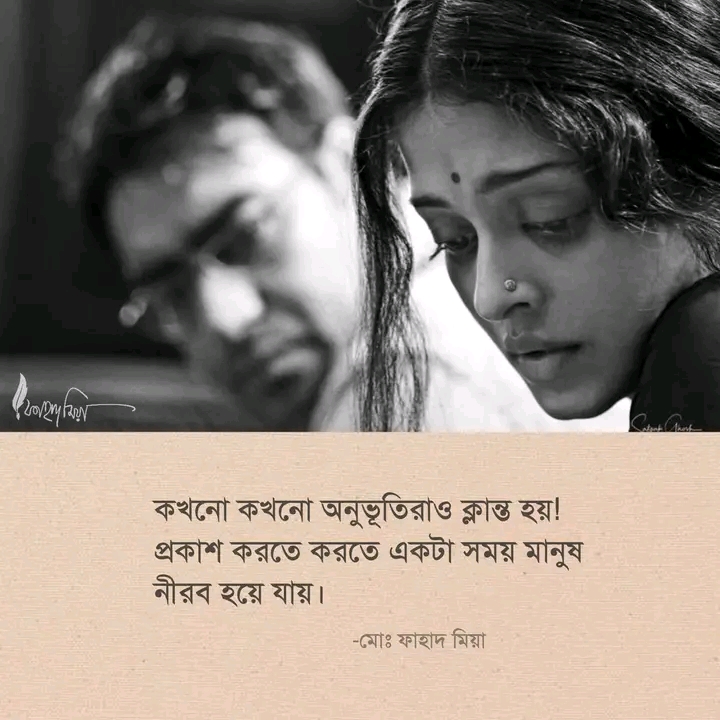 ফাহাদ মিয়া
কখনো কখনো অনুভূতিরাও ক্লান্ত হয়!
প্রকাশ করতে করতে একটা সময় মানুষ
নীরব হয়ে যায়।
-মোঃ ফাহাদ মিয়া